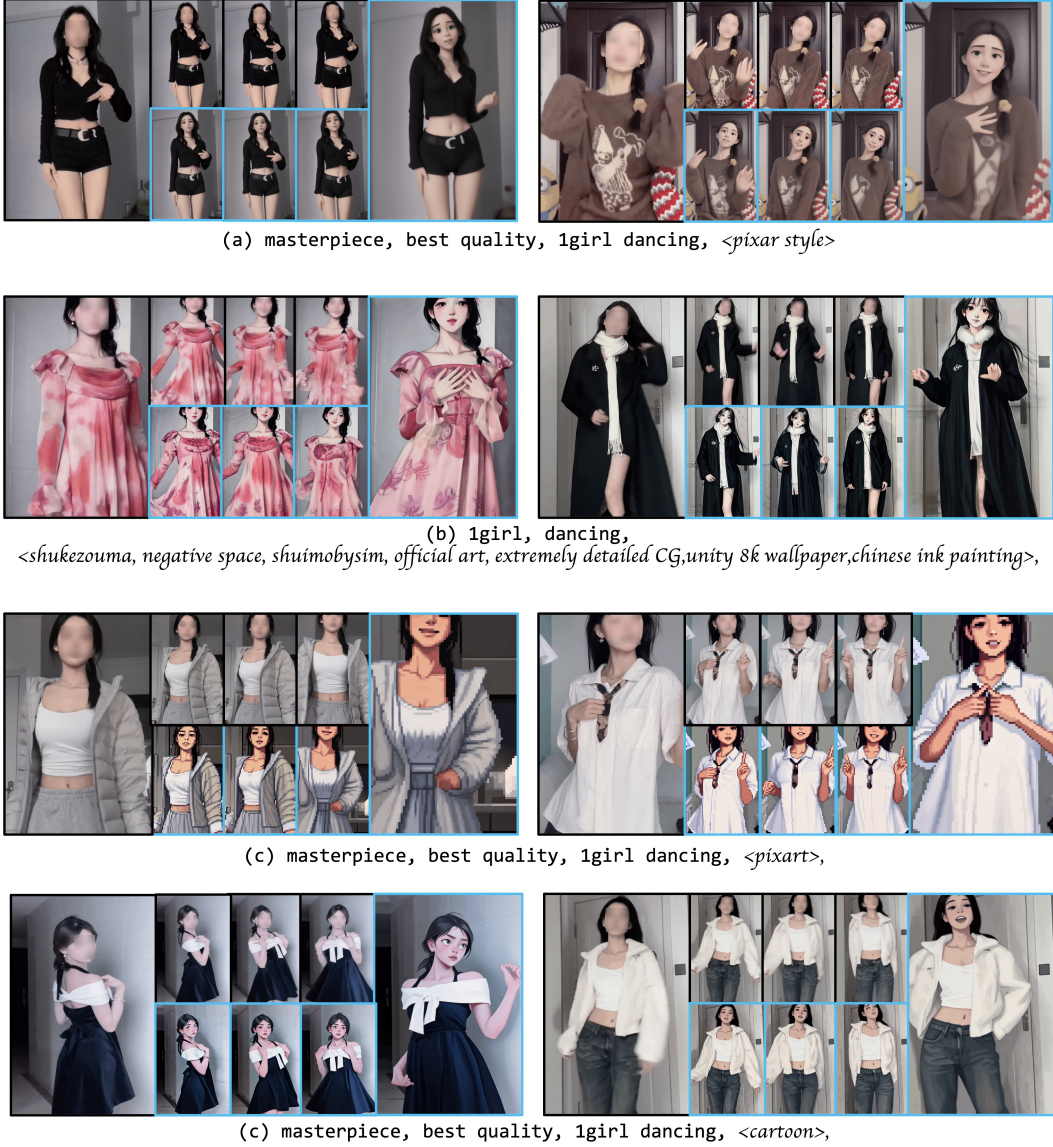 (a) masterpiece, best quality, 1girl dancing, <pixar style>
(b) 1girl, dancing,
<shukezouma, negative space, shuimobysim, official art, extremely detailed CG,unity 8k wallpaper,chinese ink painting>,
(c) masterpiece, best quality, 1girl dancing, <pixart>,
(c) masterpiece, best quality, 1girl dancing, <cartoon>,